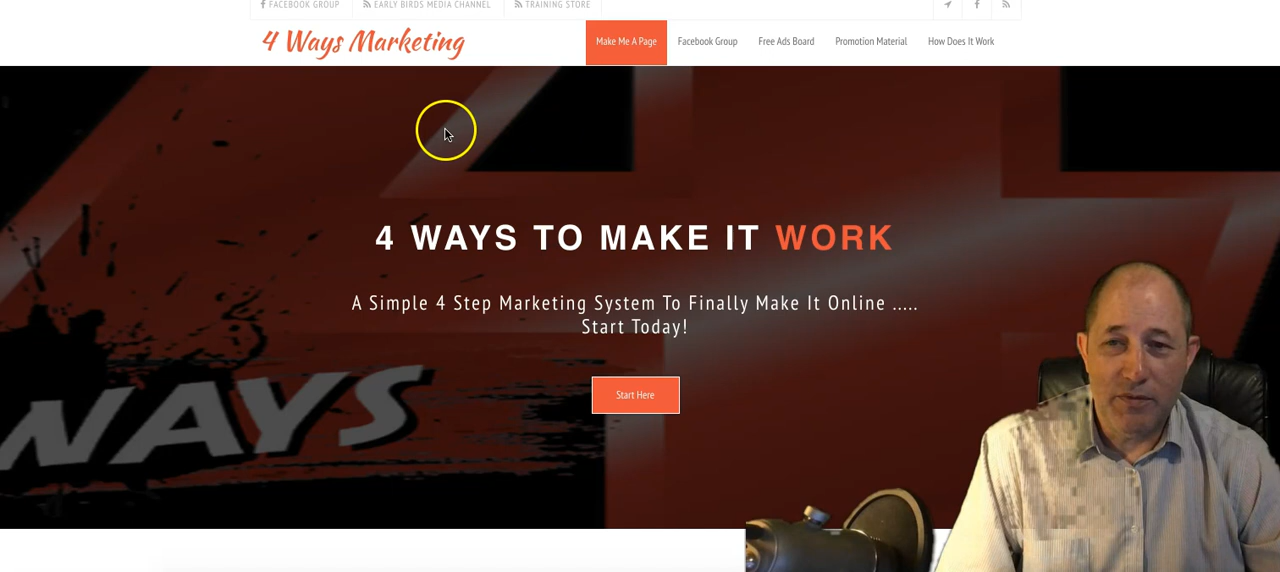 FACEBOOK GROUP
EARLY BIRDS MEDIA CHANNEL
TRAINING STORE
4 Ways Marketing
Make Me A Page
Facebook Group
Free Ads Board
Promotion Material
How Does It Work
4 WAYS TO MAKE IT WORK
A Simple 4 Step Marketing System To Finally Make It Online .....
Start Today!
Start Here
WAYS